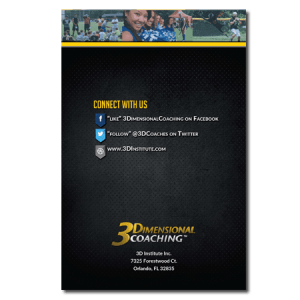 CONNECT WITH US
"LIKE" 3DIMENSIONALCOACHING ON FACEBOOK
"FOLLOW" @3DCOACHES ON TWITTER
WWW.3DINSTITUTE.COM
3DIMENSIONAL
COACHING™
3D Institute Inc.
7325 Forestwood Ct.
Orlando, FL 32835